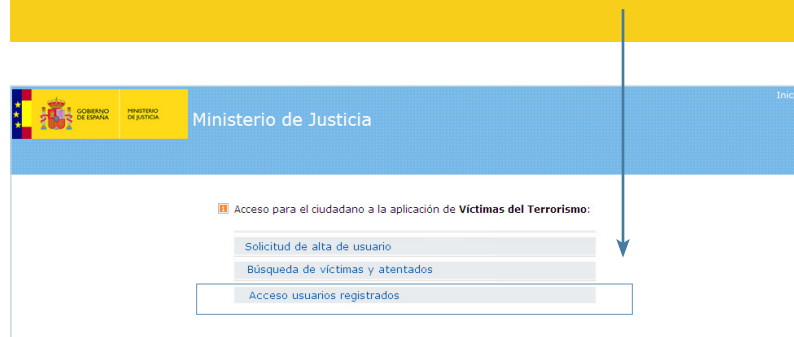 Inic
GOBIERNO
DE ESPAÑA
MINISTERIO
DE JUSTICIA
Ministerio de Justicia
Acceso para el ciudadano a la aplicación de Víctimas del Terrorismo:
Solicitud de alta de usuario
Búsqueda de víctimas y atentados
Acceso usuarios registrados